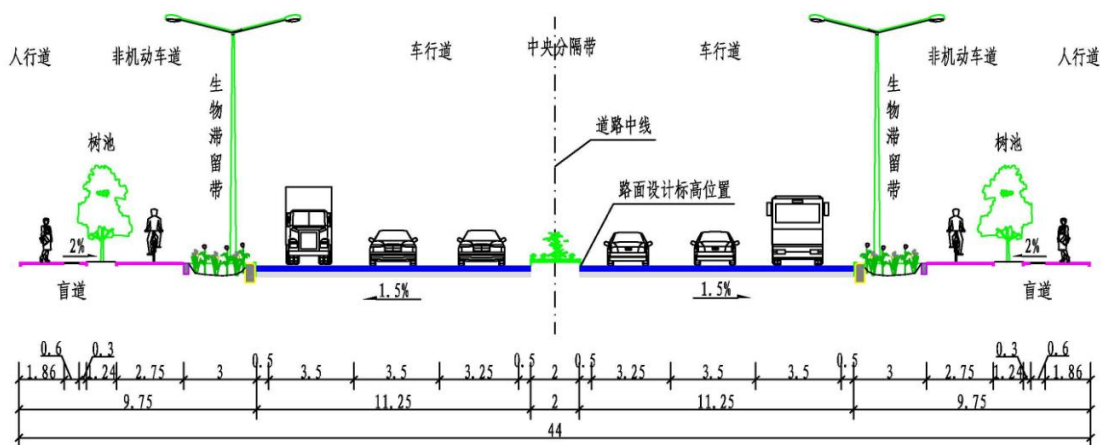 人行道 非机动车道 车行道 中央分隔带 车行道 非机动车道 人行道
生物滞留带
生物滞留带
道路中线
树池
树池
路面设计标高位置
2%
2%
盲道
1.5%
1.5%
盲道
0.6 0.3 0.5 0.5 0.5 0.5 0.3 0.6
1.86 1.24 2.75 3 3.5 3.5 3.25 2 3.25 3.5 3.5 3 2.75 1.24 1.86
9.75 11.25 2 11.25 9.75
44